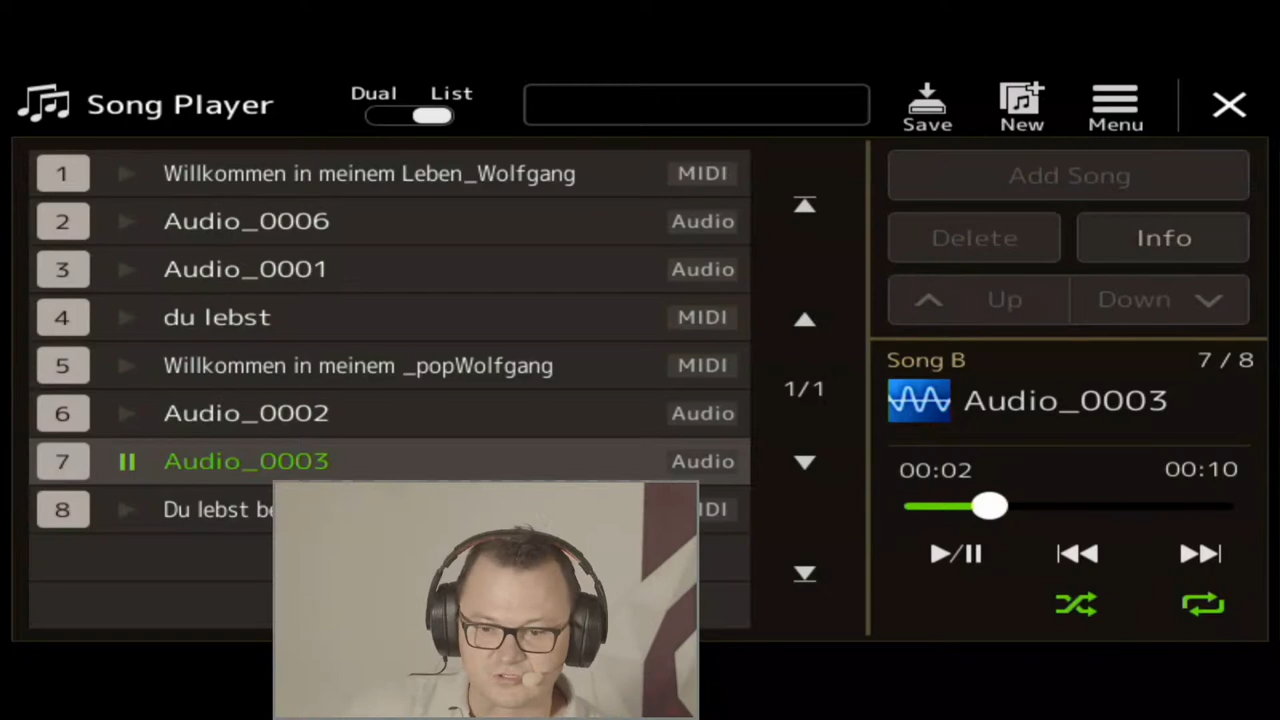 Song Player
Dual List
Save
New
Menu
1 Willkommen in meinem Leben_Wolfgang MIDI
2 Audio_0006 Audio
3 Audio_0001 Audio
4 du lebst MIDI
5 Willkommen in meinem _popWolfgang MIDI
6 Audio_0002 Audio
7 Audio_0003 Audio
8 Du lebst
1/1
Add Song
Delete Info
Up Down
Song B 7 / 8
Audio_0003
00:02 00:10